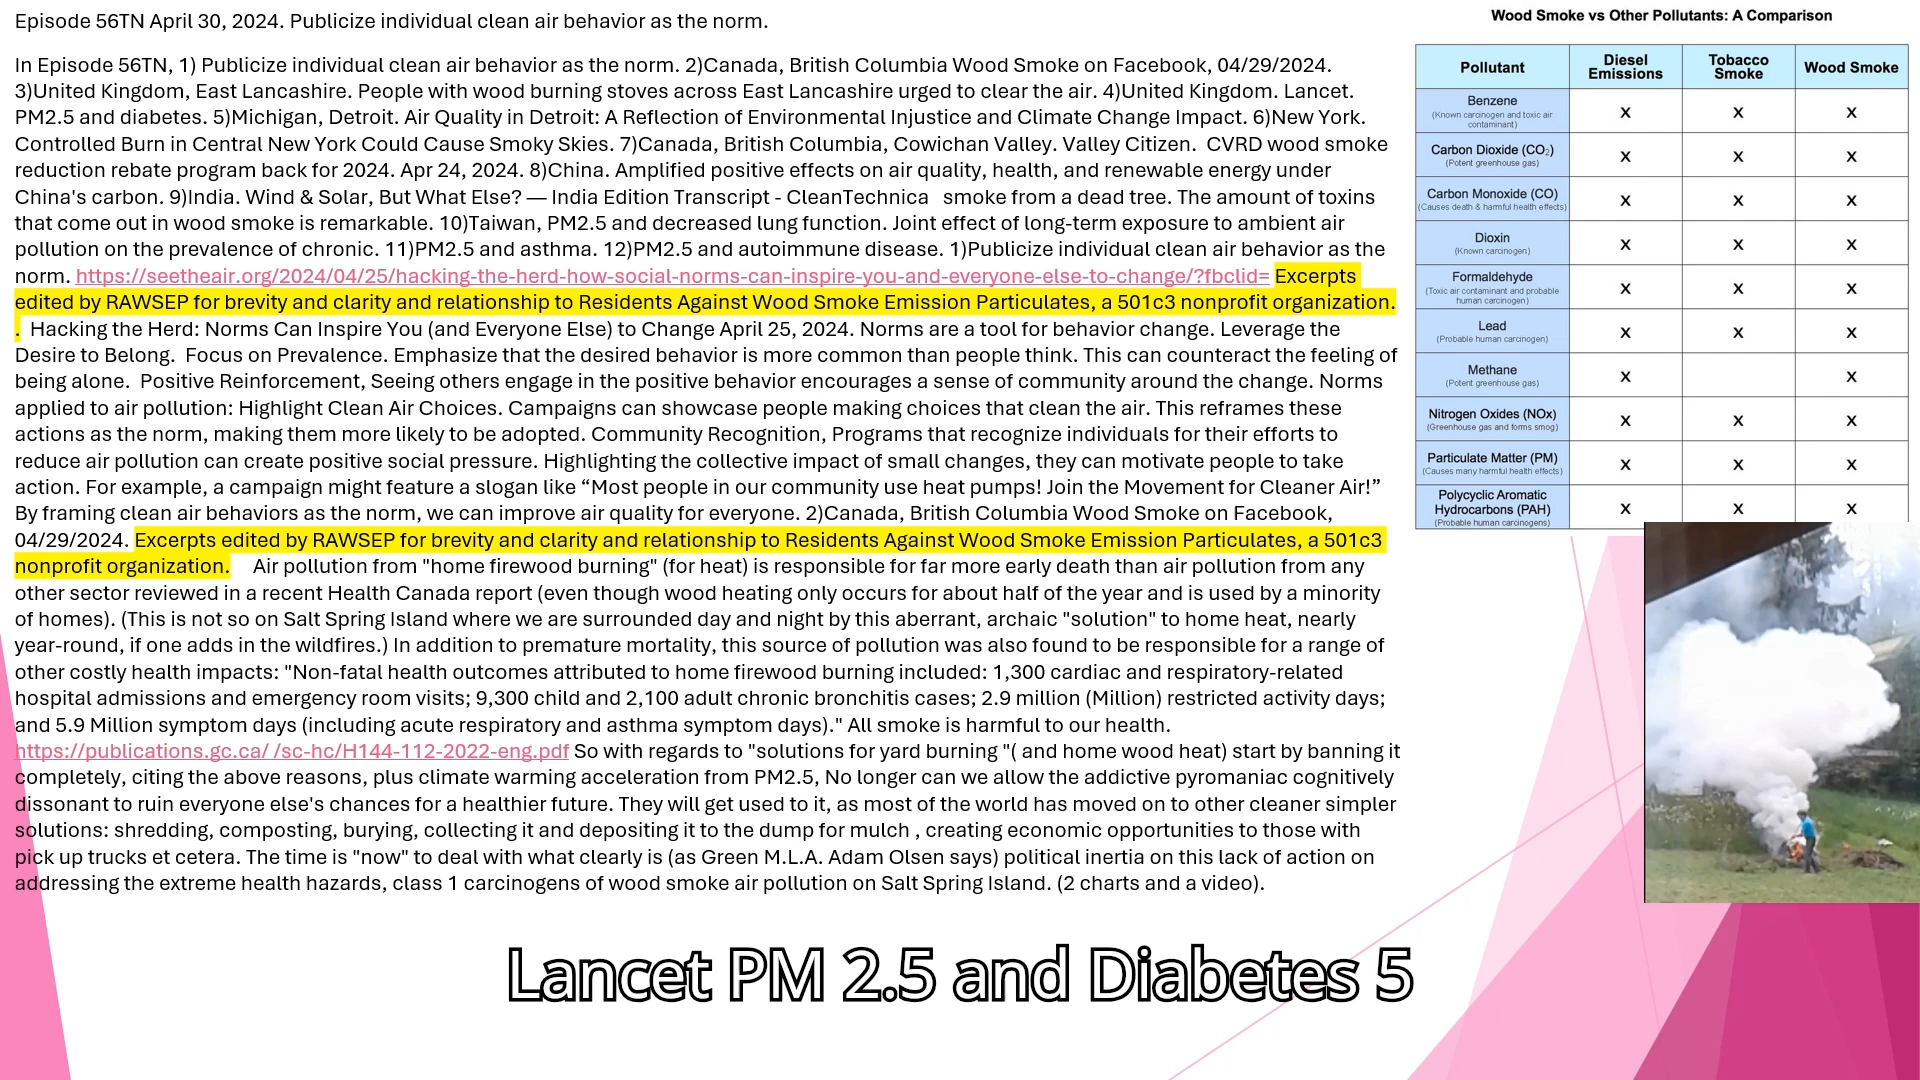 Episode 56TN April 30, 2024. Publicize individual clean air behavior as the norm.
In Episode 56TN, 1) Publicize individual clean air behavior as the norm. 2)Canada, British Columbia Wood Smoke on Facebook, 04/29/2024.
3)United Kingdom, East Lancashire. People with wood burning stoves across East Lancashire urged to clear the air. 4)United Kingdom. Lancet.
PM2.5 and diabetes. 5)Michigan, Detroit. Air Quality in Detroit: A Reflection of Environmental Injustice and Climate Change Impact. 6)New York.
Controlled Burn in Central New York Could Cause Smoky Skies. 7)Canada, British Columbia, Cowichan Valley. Valley Citizen.  CVRD wood smoke
reduction rebate program back for 2024. Apr 24, 2024. 8)China. Amplified positive effects on air quality, health, and renewable energy under
China's carbon. 9)India. Wind & Solar, But What Else? — India Edition Transcript - CleanTechnica   smoke from a dead tree. The amount of toxins
that come out in wood smoke is remarkable. 10)Taiwan, PM2.5 and decreased lung function. Joint effect of long-term exposure to ambient air
pollution on the prevalence of chronic. 11)PM2.5 and asthma. 12)PM2.5 and autoimmune disease. 1)Publicize individual clean air behavior as the
norm. https://seetheair.org/2024/04/25/hacking-the-herd-how-social-norms-can-inspire-you-and-everyone-else-to-change/?fbclid= Excerpts
edited by RAWSEP for brevity and clarity and relationship to Residents Against Wood Smoke Emission Particulates, a 501c3 nonprofit organization.
.  Hacking the Herd: Norms Can Inspire You (and Everyone Else) to Change April 25, 2024. Norms are a tool for behavior change. Leverage the
Desire to Belong.  Focus on Prevalence. Emphasize that the desired behavior is more common than people think. This can counteract the feeling of
being alone.  Positive Reinforcement, Seeing others engage in the positive behavior encourages a sense of community around the change. Norms
applied to air pollution: Highlight Clean Air Choices. Campaigns can showcase people making choices that clean the air. This reframes these
actions as the norm, making them more likely to be adopted. Community Recognition, Programs that recognize individuals for their efforts to
reduce air pollution can create positive social pressure. Highlighting the collective impact of small changes, they can motivate people to take
action. For example, a campaign might feature a slogan like “Most people in our community use heat pumps! Join the Movement for Cleaner Air!”
By framing clean air behaviors as the norm, we can improve air quality for everyone. 2)Canada, British Columbia Wood Smoke on Facebook,
04/29/2024. Excerpts edited by RAWSEP for brevity and clarity and relationship to Residents Against Wood Smoke Emission Particulates, a 501c3
nonprofit organization.    Air pollution from "home firewood burning" (for heat) is responsible for far more early death than air pollution from any
other sector reviewed in a recent Health Canada report (even though wood heating only occurs for about half of the year and is used by a minority
of homes). (This is not so on Salt Spring Island where we are surrounded day and night by this aberrant, archaic "solution" to home heat, nearly
year-round, if one adds in the wildfires.) In addition to premature mortality, this source of pollution was also found to be responsible for a range of
other costly health impacts: "Non-fatal health outcomes attributed to home firewood burning included: 1,300 cardiac and respiratory-related
hospital admissions and emergency room visits; 9,300 child and 2,100 adult chronic bronchitis cases; 2.9 million (Million) restricted activity days;
and 5.9 Million symptom days (including acute respiratory and asthma symptom days)." All smoke is harmful to our health.
https://publications.gc.ca/ /sc-hc/H144-112-2022-eng.pdf So with regards to "solutions for yard burning "( and home wood heat) start by banning it
completely, citing the above reasons, plus climate warming acceleration from PM2.5, No longer can we allow the addictive pyromaniac cognitively
dissonant to ruin everyone else's chances for a healthier future. They will get used to it, as most of the world has moved on to other cleaner simpler
solutions: shredding, composting, burying, collecting it and depositing it to the dump for mulch , creating economic opportunities to those with
pick up trucks et cetera. The time is "now" to deal with what clearly is (as Green M.L.A. Adam Olsen says) political inertia on this lack of action on
addressing the extreme health hazards, class 1 carcinogens of wood smoke air pollution on Salt Spring Island. (2 charts and a video).
Wood Smoke vs Other Pollutants: A Comparison
Pollutant Diesel Emissions Tobacco Smoke Wood Smoke
Benzene X X X
(Known carcinogen and toxic air
contaminant)
Carbon Dioxide (CO₂) X X X
(Potent greenhouse gas)
Carbon Monoxide (CO) X X X
(Causes death & harmful health effects)
Dioxin X X X
(Known carcinogen)
Formaldehyde X X X
(Toxic air contaminant and probable
human carcinogen)
Lead X X X
(Probable human carcinogen)
Methane X X
(Potent greenhouse gas)
Nitrogen Oxides (NOx) X X X
(Greenhouse gas and forms smog)
Particulate Matter (PM) X X X
(Causes many harmful health effects)
Polycyclic Aromatic
Hydrocarbons (PAH) X X X
(Probable human carcinogens)
Lancet PM 2.5 and Diabetes 5